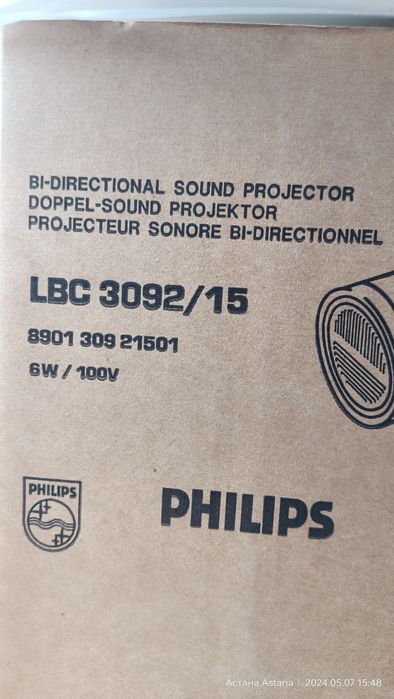 BI-DIRECTIONAL SOUND PROJECTOR
DOPPEL-SOUND PROJEKTOR
PROJECTEUR SONORE BI-DIRECTIONNEL
LBC 3092/15
8901 309 21501
6W / 100V
PHILIPS
PHILIPS
Астана.Astana | 2024.05.07 15:48